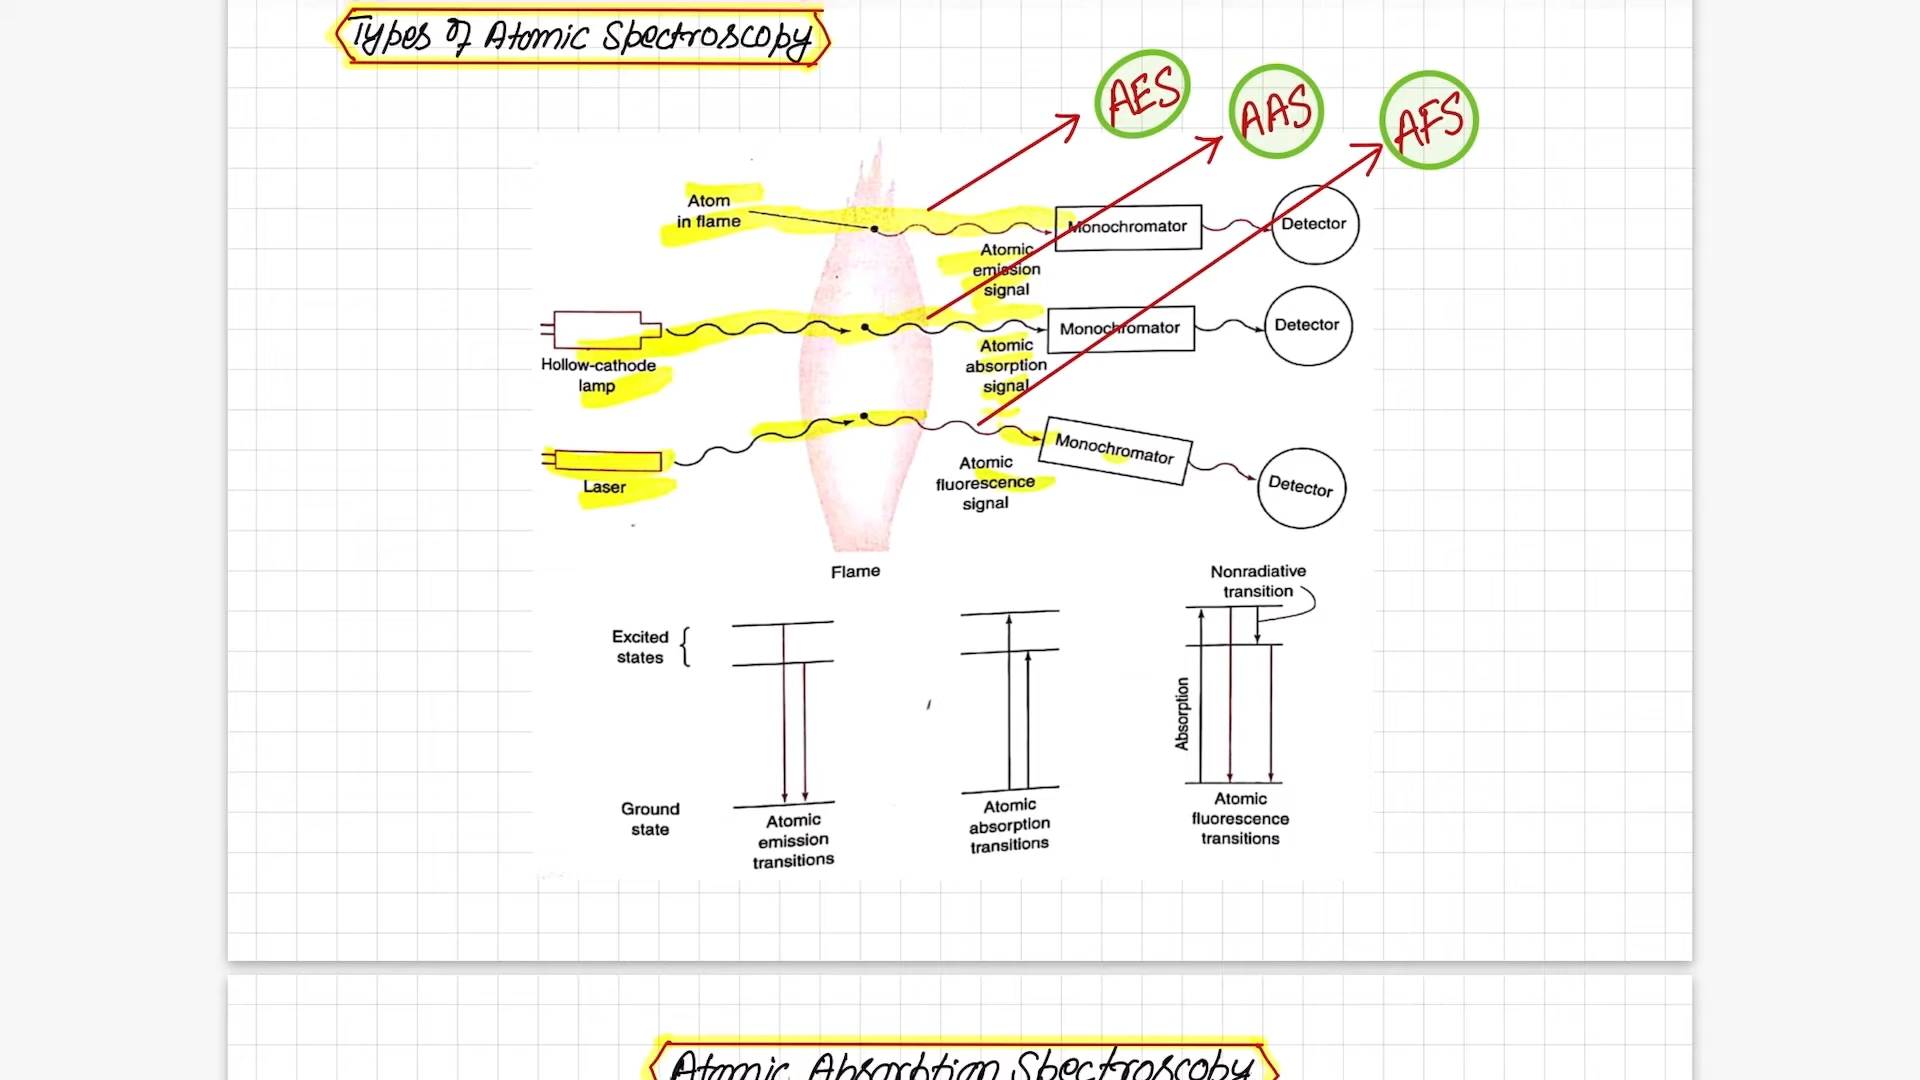 Types of Atomic Spectroscopy
AES
AAS
AFS
Atom
in flame
Monochromator
Detector
Atomic
emission
signal
Hollow-cathode
lamp
Monochromator
Detector
Atomic
absorption
signal
Laser
Monochromator
Detector
Atomic
fluorescence
signal
Flame
Nonradiative
transition
Excited
states
Absorption
Ground
state
Atomic
emission
transitions
Atomic
absorption
transitions
Atomic
fluorescence
transitions
Atomic Absorbtion Spectroscopy